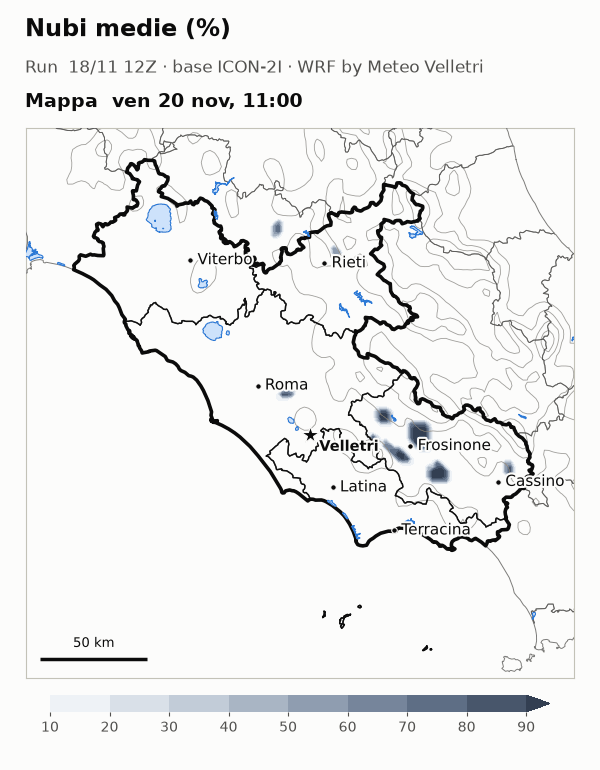 Nubi medie (%)
Run  18/11 12Z · base ICON-2I · WRF by Meteo Velletri
Mappa  ven 20 nov, 11:00
Viterbo
Rieti
Roma
Velletri
Frosinone
Latina
Cassino
Terracina
50 km
10 20 30 40 50 60 70 80 90